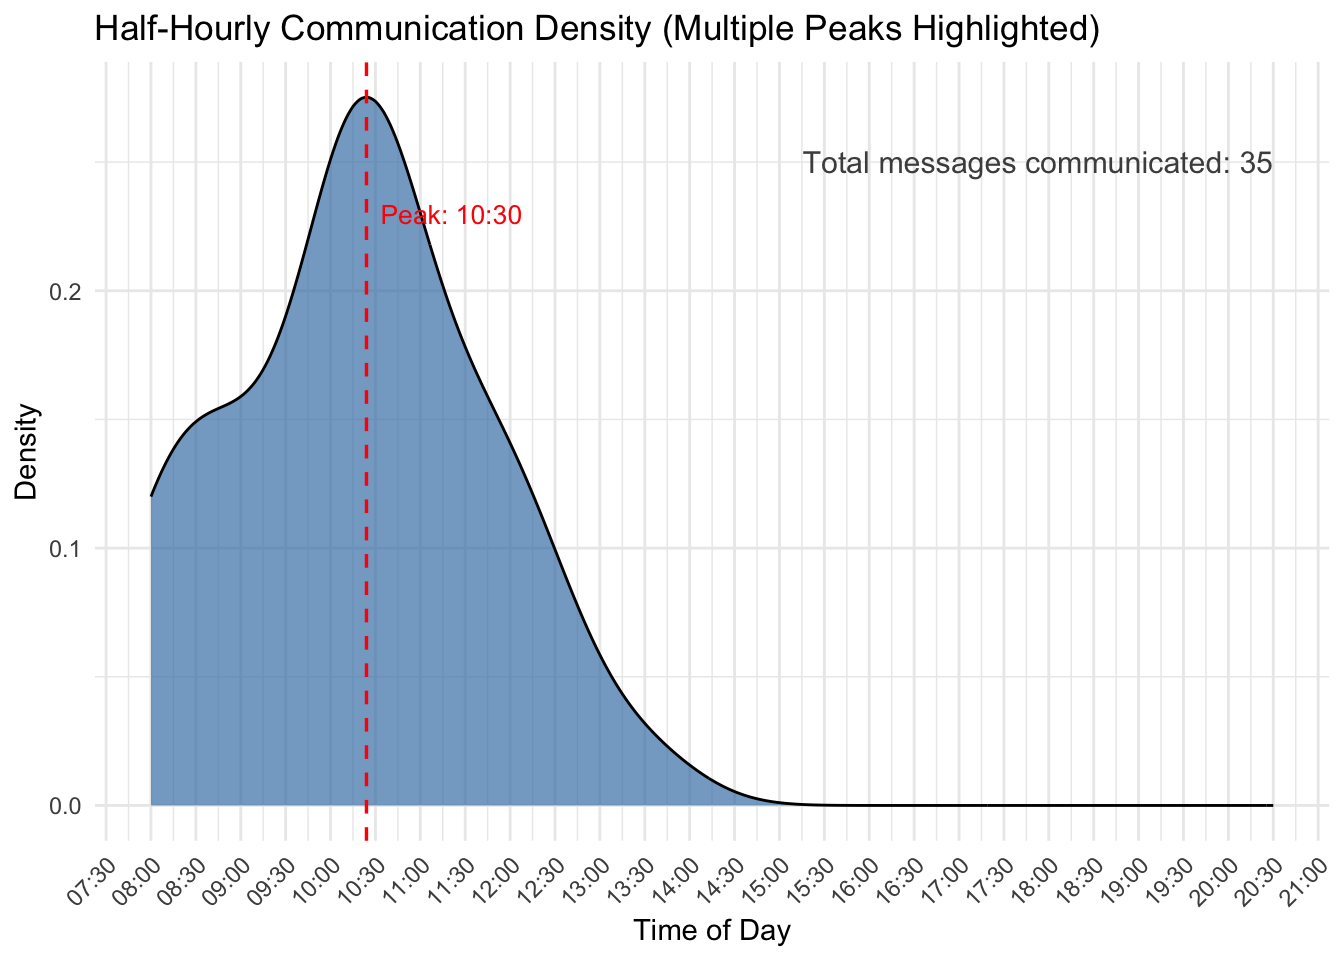 Half-Hourly Communication Density (Multiple Peaks Highlighted)
Total messages communicated: 35
Peak: 10:30
0.2
0.1
0.0
Density
07:30 08:00 08:30 09:00 09:30 10:00 10:30 11:00 11:30 12:00 12:30 13:00 13:30 14:00 14:30 15:00 15:30 16:00 16:30 17:00 17:30 18:00 18:30 19:00 19:30 20:00 20:30 21:00
Time of Day